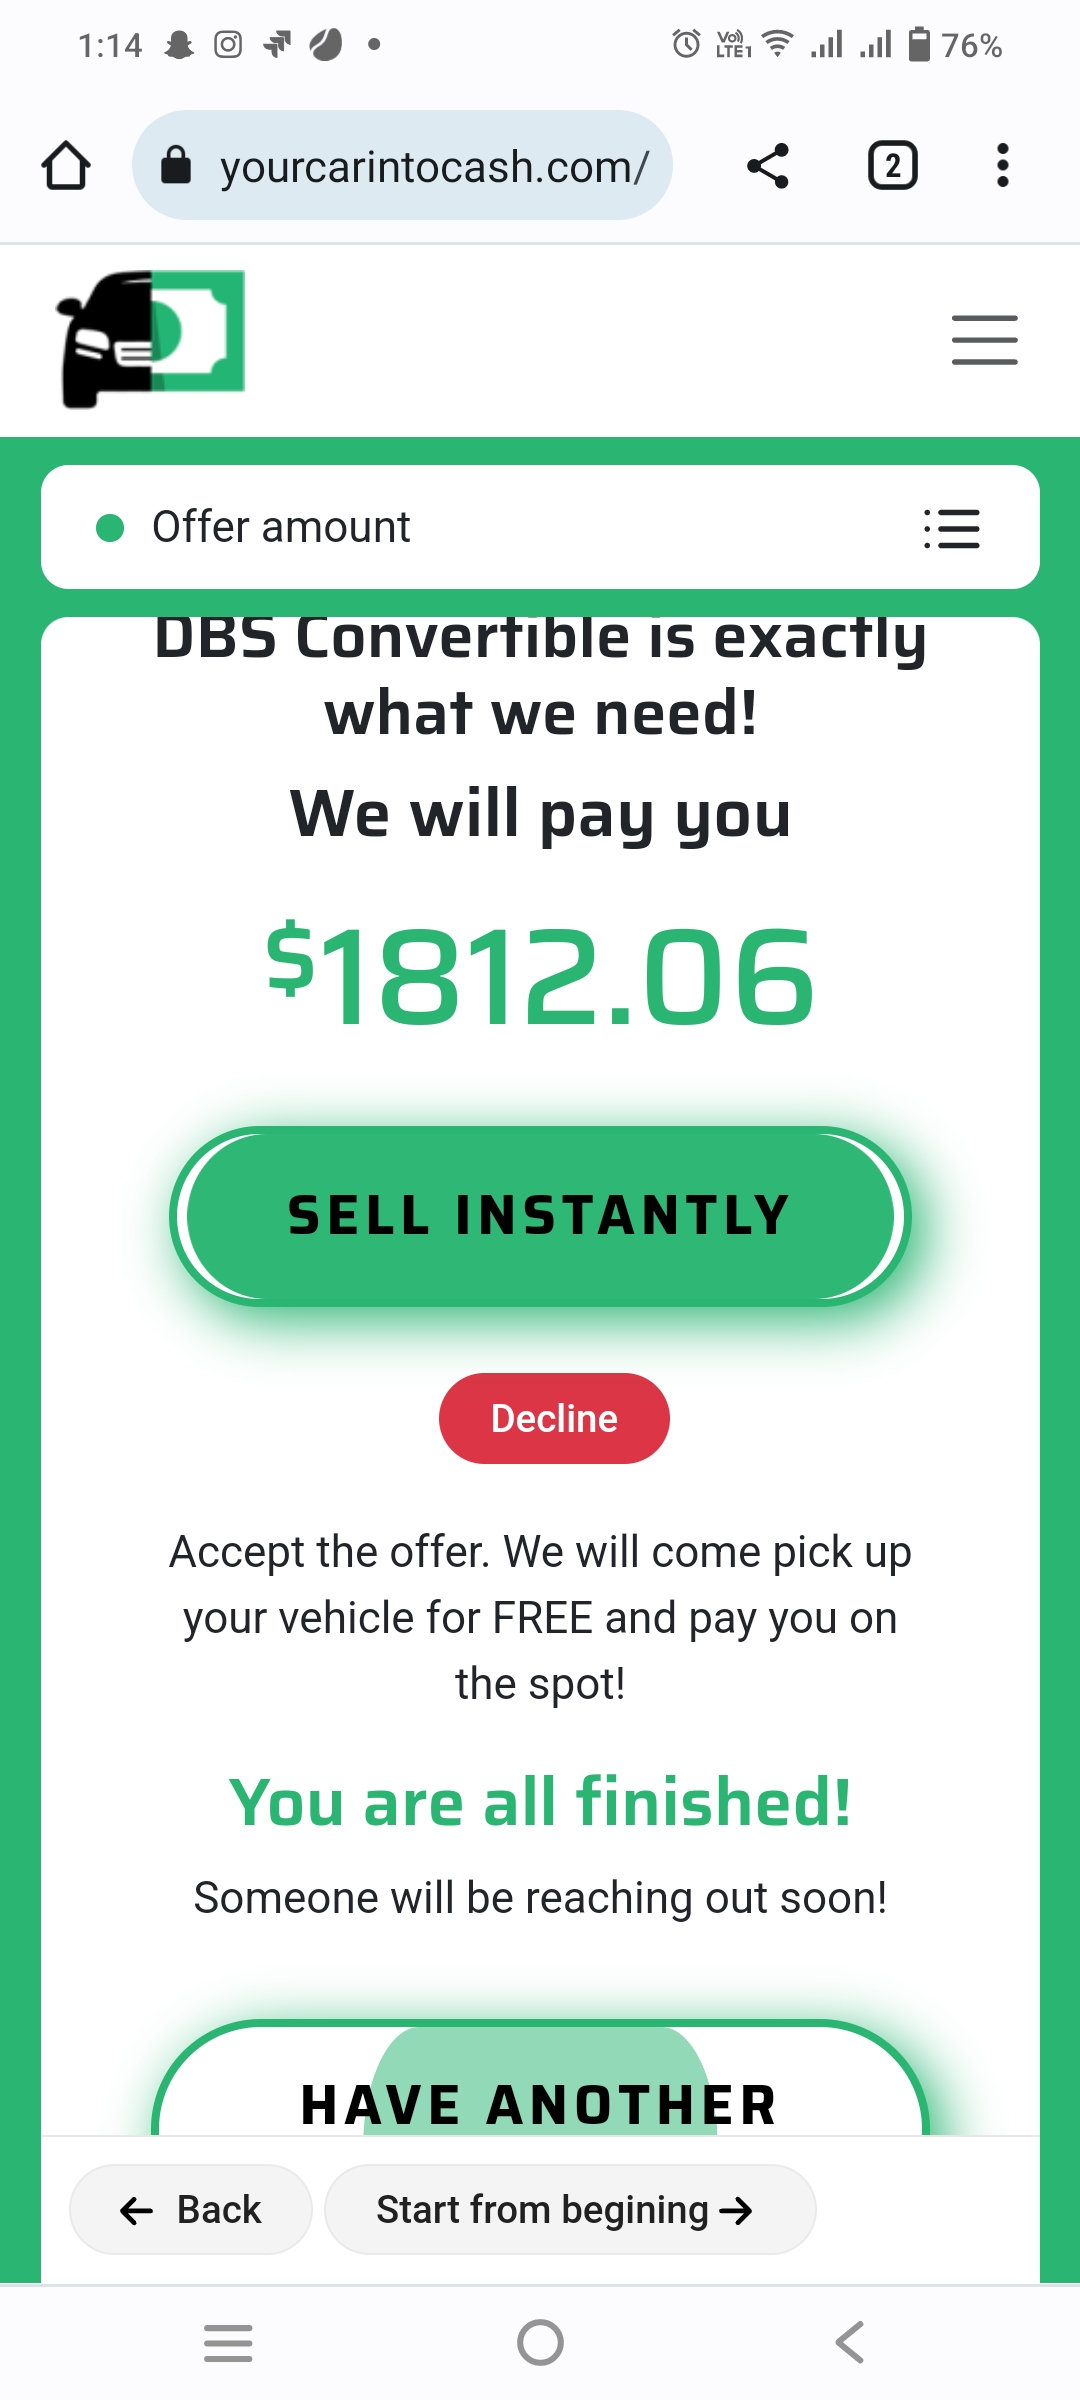 1:14
VoLTE1
76%
yourcarintocash.com/
2
Offer amount
DBS Convertible is exactly
what we need!
We will pay you
$1812.06
SELL INSTANTLY
Decline
Accept the offer. We will come pick up
your vehicle for FREE and pay you on
the spot!
You are all finished!
Someone will be reaching out soon!
HAVE ANOTHER
Back
Start from begining